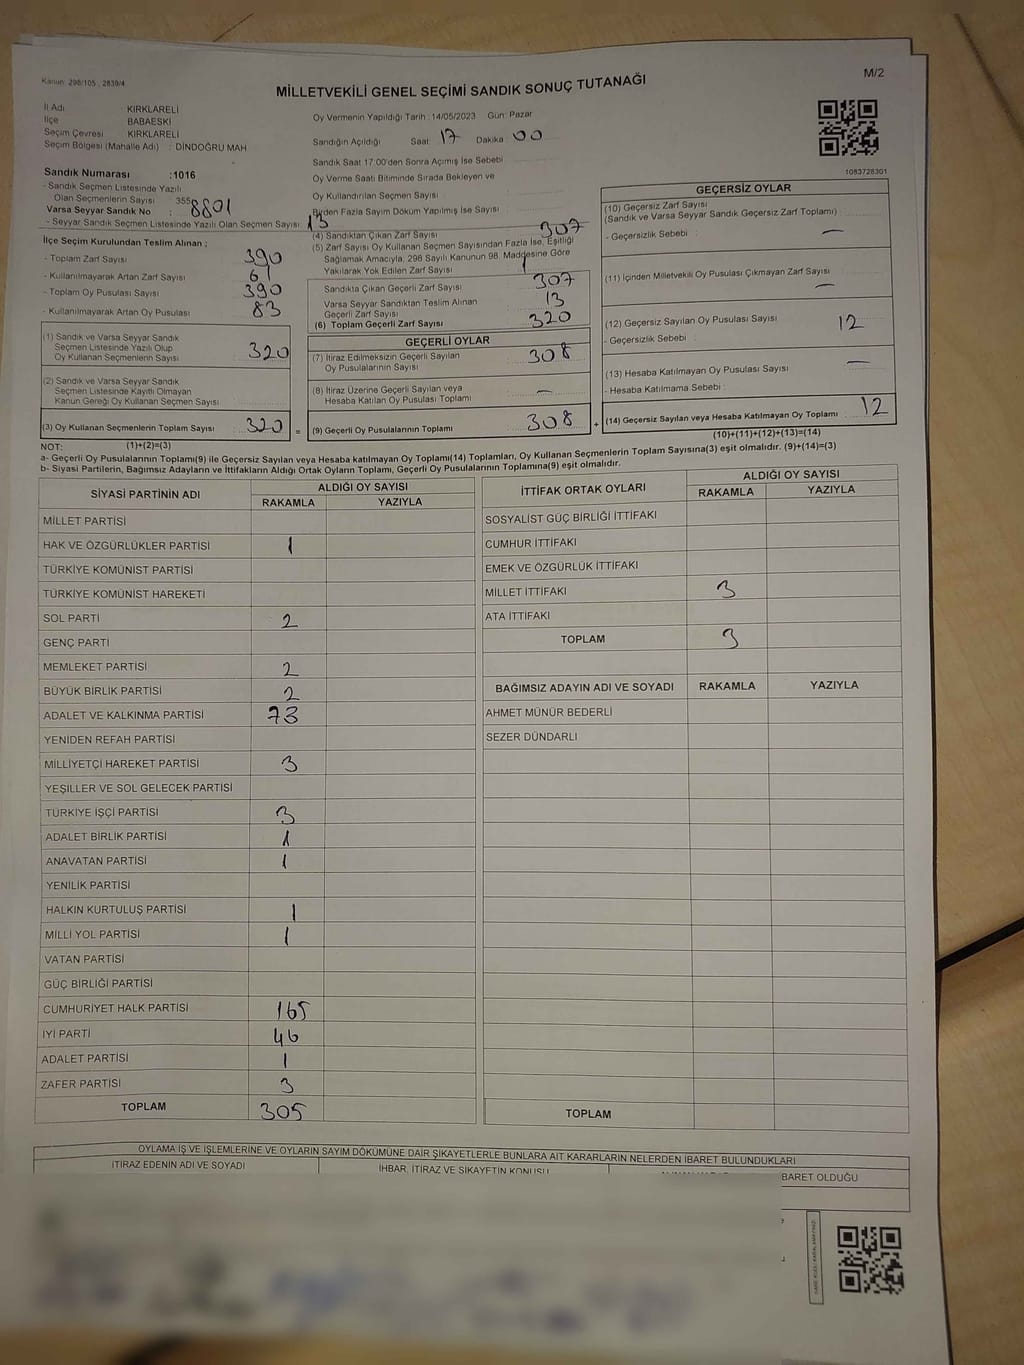 Kanun: 298/105 , 2839/4
M/2
MİLLETVEKİLİ GENEL SEÇİMİ SANDIK SONUÇ TUTANAĞI
İl Adı : KIRKLARELİ
İlçe : BABAESKİ
Seçim Çevresi : KIRKLARELİ
Seçim Bölgesi (Mahalle Adı) : DİNDOĞRU MAH
Oy Vermenin Yapıldığı Tarih : 14/05/2023 Gün: Pazar
Sandığın Açıldığı Saat: 17 Dakika 00
Sandık Saat 17:00'den Sonra Açımış İse Sebebi
Oy Verme Saati Bitiminde Sırada Bekleyen ve
Oy Kullandırılan Seçmen Sayısı :
Birden Fazla Sayım Döküm Yapılmış İse Sayısı
1083728301
Sandık Numarası :1016
- Sandık Seçmen Listesinde Yazılı
Olan Seçmenlerin Sayısı : 355
Varsa Seyyar Sandık No : 8801
- Seyyar Sandık Seçmen Listesinde Yazılı Olan Seçmen Sayısı: 13
İlçe Seçim Kurulundan Teslim Alınan ;
- Toplam Zarf Sayısı 390
- Kullanılmayarak Artan Zarf Sayısı
- Toplam Oy Pusulası Sayısı 390
- Kullanılmayarak Artan Oy Pusulası 83
(4) Sandıktan Çıkan Zarf Sayısı 307
(5) Zarf Sayısı Oy Kullanan Seçmen Sayısından Fazla İse, Eşitliği
Sağlamak Amacıyla, 298 Sayılı Kanunun 98. Maddesine Göre
Yakılarak Yok Edilen Zarf Sayısı
Sandıkta Çıkan Geçerli Zarf Sayısı 307
Varsa Seyyar Sandıktan Teslim Alınan
Geçerli Zarf Sayısı : 13
(6) Toplam Geçerli Zarf Sayısı 320
GEÇERSİZ OYLAR
(10) Geçersiz Zarf Sayısı
(Sandık ve Varsa Seyyar Sandık Geçersiz Zarf Toplamı) : —
- Geçersizlik Sebebi :
(11) İçinden Milletvekili Oy Pusulası Çıkmayan Zarf Sayısı —
(12) Geçersiz Sayılan Oy Pusulası Sayısı 12
- Geçersizlik Sebebi :
(13) Hesaba Katılmayan Oy Pusulası Sayısı —
- Hesaba Katılmama Sebebi :
(14) Geçersiz Sayılan veya Hesaba Katılmayan Oy Toplamı 12
(10)+(11)+(12)+(13)=(14)
(1) Sandık ve Varsa Seyyar Sandık
Seçmen Listesinde Yazılı Olup
Oy Kullanan Seçmenlerin Sayısı : 320
(2) Sandık ve Varsa Seyyar Sandık
Seçmen Listesinde Kayıtlı Olmayan
Kanun Gereği Oy Kullanan Seçmen Sayısı :
(3) Oy Kullanan Seçmenlerin Toplam Sayısı : 320 =
GEÇERLİ OYLAR
(7) İtiraz Edilmeksizin Geçerli Sayılan
Oy Pusulalarının Sayısı : 308
(8) İtiraz Üzerine Geçerli Sayılan veya
Hesaba Katılan Oy Pusulası Toplamı —
(9) Geçerli Oy Pusulalarının Toplamı : 308 +
NOT: (1)+(2)=(3)
a- Geçerli Oy Pusulalarının Toplamı(9) ile Geçersiz Sayılan veya Hesaba katılmayan Oy Toplamı(14) Toplamları, Oy Kullanan Seçmenlerin Toplam Sayısına(3) eşit olmalıdır. (9)+(14)=(3)
b- Siyasi Partilerin, Bağımsız Adayların ve İttifakların Aldığı Ortak Oyların Toplamı, Geçerli Oy Pusulalarının Toplamına(9) eşit olmalıdır.
SİYASİ PARTİNİN ADI ALDIĞI OY SAYISI
RAKAMLA YAZIYLA
MİLLET PARTİSİ
HAK VE ÖZGÜRLÜKLER PARTİSİ 1
TÜRKİYE KOMÜNİST PARTİSİ
TÜRKİYE KOMÜNİST HAREKETİ
SOL PARTİ 2
GENÇ PARTİ
MEMLEKET PARTİSİ 2
BÜYÜK BİRLİK PARTİSİ 2
ADALET VE KALKINMA PARTİSİ 73
YENİDEN REFAH PARTİSİ
MİLLİYETÇİ HAREKET PARTİSİ 3
YEŞİLLER VE SOL GELECEK PARTİSİ
TÜRKİYE İŞÇİ PARTİSİ 3
ADALET BİRLİK PARTİSİ 1
ANAVATAN PARTİSİ 1
YENİLİK PARTİSİ
HALKIN KURTULUŞ PARTİSİ 1
MİLLİ YOL PARTİSİ 1
VATAN PARTİSİ
GÜÇ BİRLİĞİ PARTİSİ
CUMHURİYET HALK PARTİSİ 165
İYİ PARTİ 46
ADALET PARTİSİ 1
ZAFER PARTİSİ 3
TOPLAM 305
İTTİFAK ORTAK OYLARI ALDIĞI OY SAYISI
RAKAMLA YAZIYLA
SOSYALİST GÜÇ BİRLİĞİ İTTİFAKI
CUMHUR İTTİFAKI
EMEK VE ÖZGÜRLÜK İTTİFAKI
MİLLET İTTİFAKI 3
ATA İTTİFAKI
TOPLAM 3
BAĞIMSIZ ADAYIN ADI VE SOYADI RAKAMLA YAZIYLA
AHMET MÜNÜR BEDERLİ
SEZER DÜNDARLI
TOPLAM
OYLAMA İŞ VE İŞLEMLERİNE VE OYLARIN SAYIM DÖKÜMÜNE DAİR ŞİKAYETLERLE BUNLARA AİT KARARLARIN NELERDEN İBARET BULUNDUKLARI
İTİRAZ EDENİN ADI VE SOYADI
İHBAR, İTİRAZ VE ŞİKAYETİN KONUSU
BARET OLDUĞU